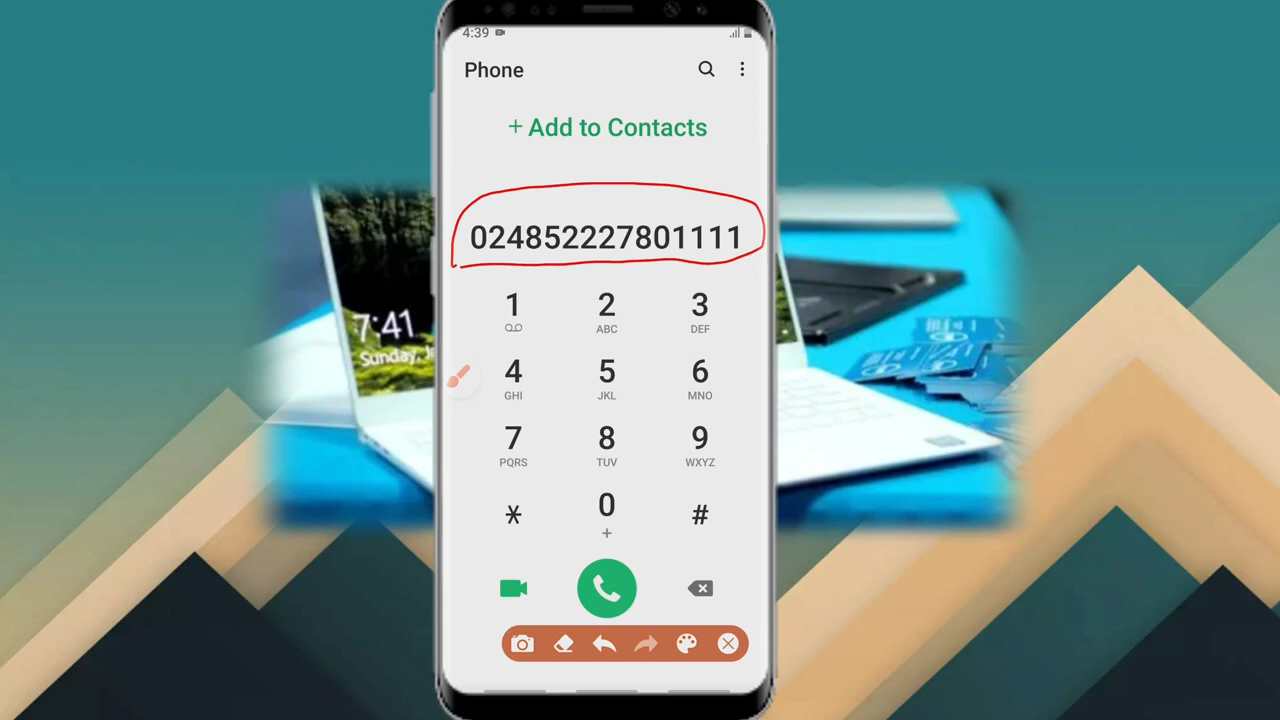 4:39
Phone
+ Add to Contacts
024852227801111
1 2 3
ABC DEF
4 5 6
GHI JKL MNO
7 8 9
PQRS TUV WXYZ
* 0 #
+
7:41
Sunday,